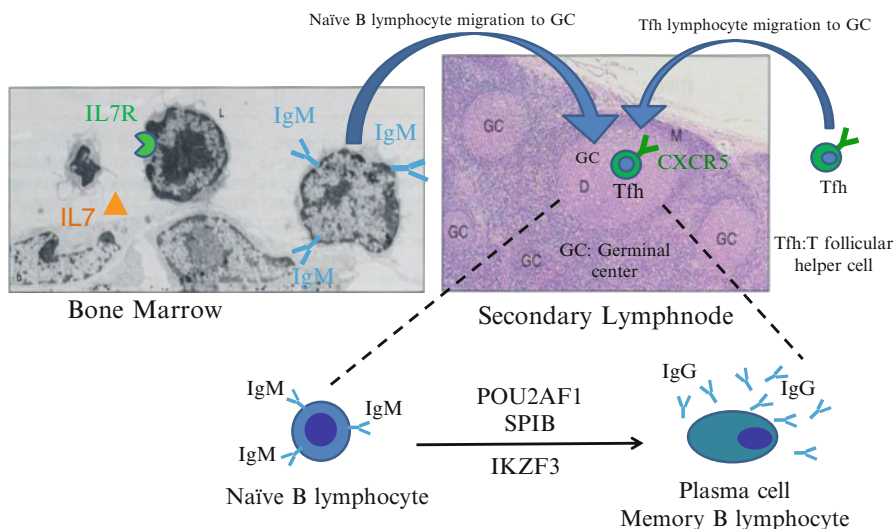 Naïve B lymphocyte migration to GC
Tfh lymphocyte migration to GC
IL7R
L
IgM
IgM
IL7
IgM
Bone Marrow
GC
GC
M
CXCR5
D
Tfh
GC
GC
GC
GC: Germinal
center
Secondary Lymphnode
Tfh
Tfh:T follicular
helper cell
IgM
IgM
IgM
Naïve B lymphocyte
POU2AF1
SPIB
IKZF3
IgG
IgG
Plasma cell
Memory B lymphocyte